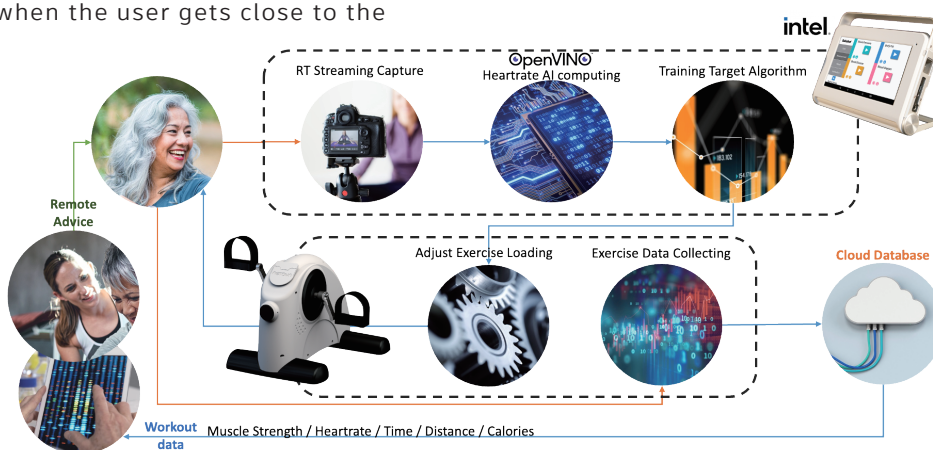 when the user gets close to the
intel
OpenVINO
RT Streaming Capture
Heartrate AI computing
Training Target Algorithm
Remote
Advice
Adjust Exercise Loading
Exercise Data Collecting
Cloud Database
Workout
data
Muscle Strength / Heartrate / Time / Distance / Calories